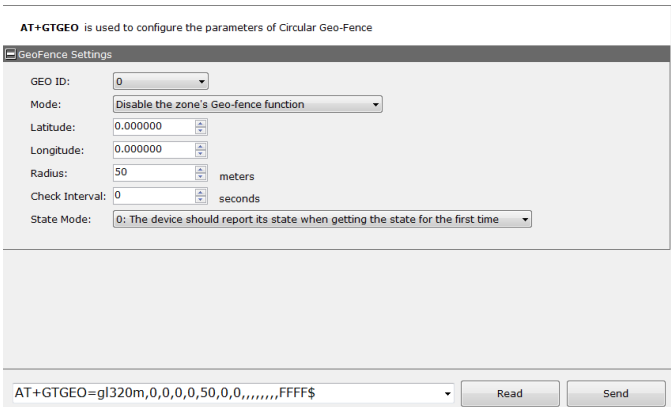 AT+GTGEO is used to configure the parameters of Circular Geo-Fence
GeoFence Settings
GEO ID: 0
Mode: Disable the zone's Geo-fence function
Latitude: 0.000000
Longitude: 0.000000
Radius: 50 meters
Check Interval: 0 seconds
State Mode: 0: The device should report its state when getting the state for the first time
AT+GTGEO=gl320m,0,0,0,0,50,0,0,,,,,,,,FFFF$ Read Send